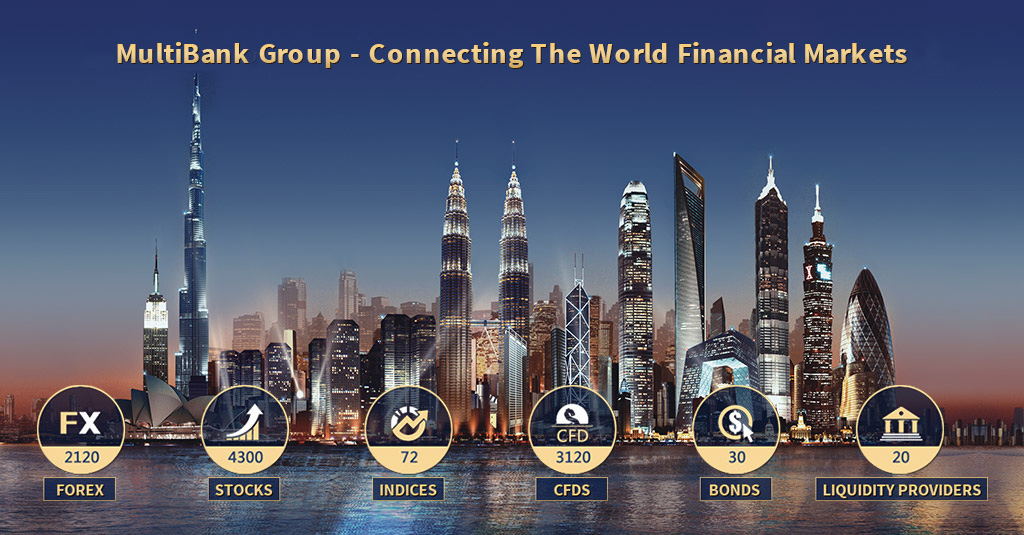 MultiBank Group - Connecting The World Financial Markets
FX
2120
FOREX
4300
STOCKS
72
INDICES
CFD
3120
CFDS
$
30
BONDS
20
LIQUIDITY PROVIDERS